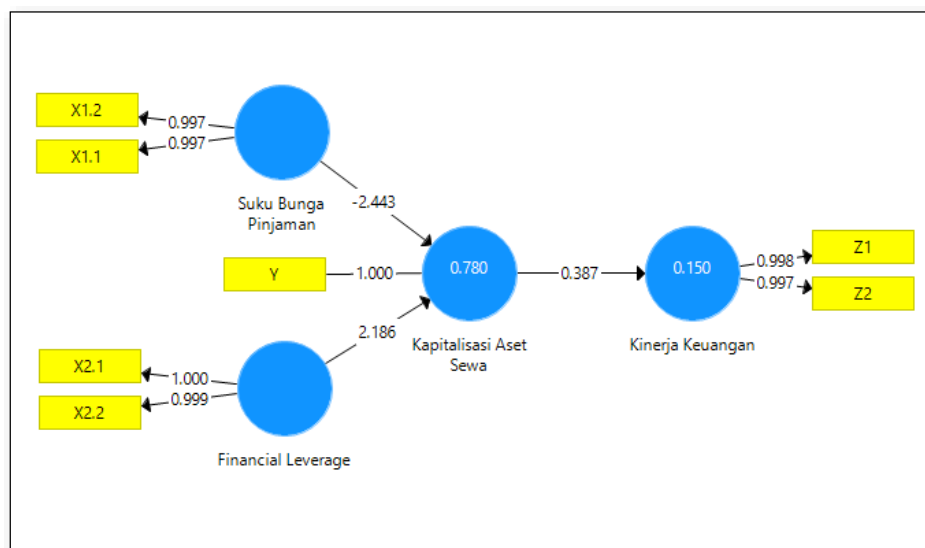 X1.2
0.997
X1.1
0.997
Suku Bunga
Pinjaman
-2.443
Y
1.000
0.780
0.387
0.150
0.998
Z1
0.997
Z2
Kapitalisasi Aset
Sewa
Kinerja Keuangan
2.186
X2.1
1.000
X2.2
0.999
Financial Leverage